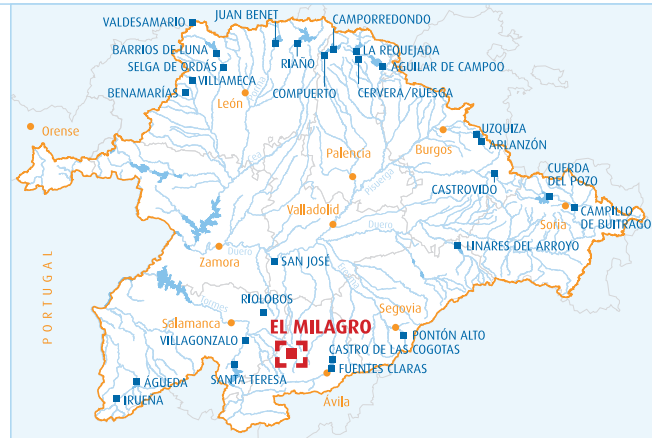 JUAN BENET
CAMPORREDONDO
VALDESAMARIO
BARRIOS DE LUNA
LA REQUEJADA
SELGA DE ORDÁS
RIAÑO
AGUILAR DE CAMPOO
VILLAMECA
BENAMARÍAS
COMPUERTO
CERVERA/RUESGA
León
Orense
UZQUIZA
Burgos
ARLANZÓN
Palencia
CUERDA
DEL POZO
Pisuerga
CASTROVIDO
Valladolid
Soria
CAMPILLO
DE BUITRAGO
Duero
LINARES DEL ARROYO
Zamora
Duero
SAN JOSÉ
PORTUGAL
Tormes
RIOLOBOS
Segovia
Salamanca
EL MILAGRO
PONTÓN ALTO
VILLAGONZALO
CASTRO DE LAS COGOTAS
FUENTES CLARAS
ÁGUEDA
SANTA TERESA
IRUEÑA
Ávila